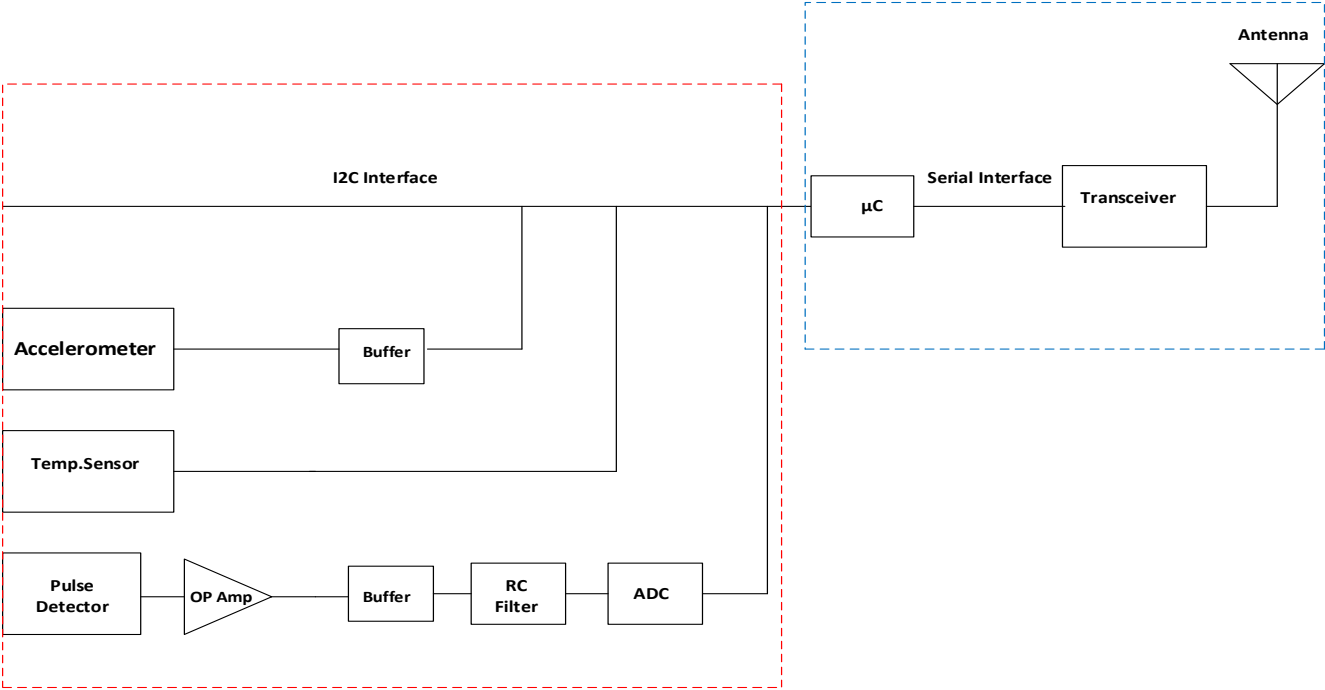 Antenna
I2C Interface
Serial Interface
µC
Transceiver
Accelerometer
Buffer
Temp.Sensor
Pulse
Detector
OP Amp
Buffer
RC
Filter
ADC